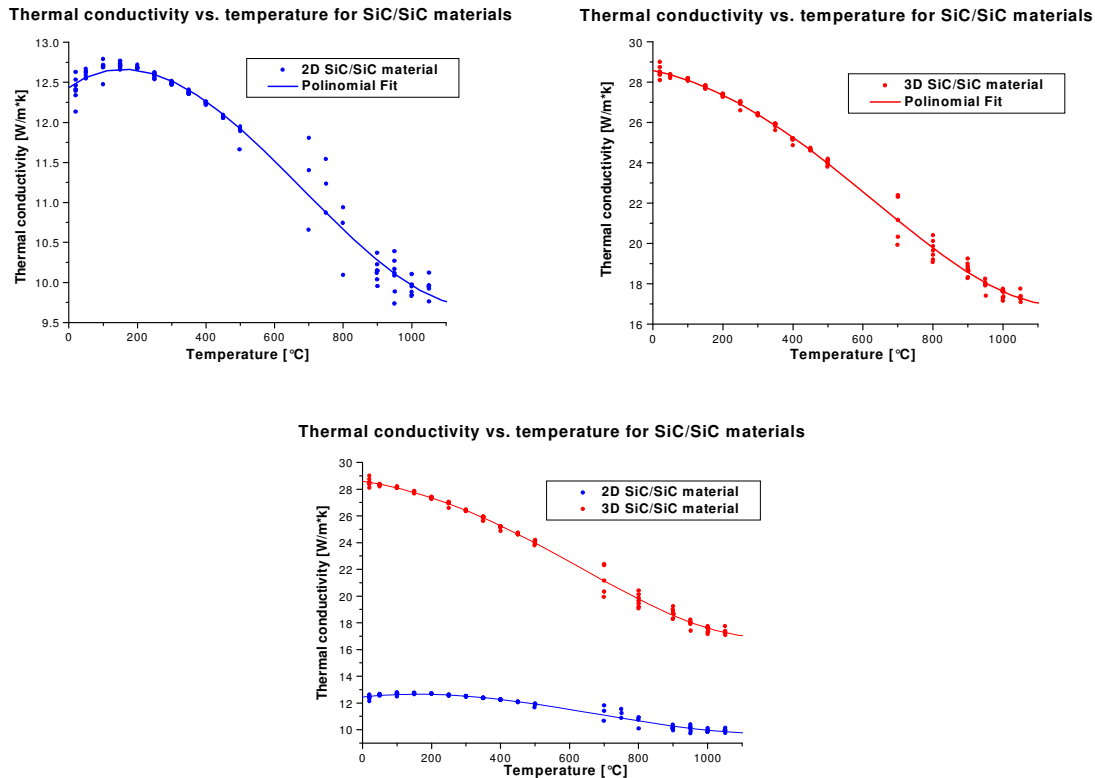 Thermal conductivity vs. temperature for SiC/SiC materials
13.0
12.5
12.0
11.5
11.0
10.5
10.0
9.5
Thermal conductivity [W/m*k]
2D SiC/SiC material
Polinomial Fit
0 200 400 600 800 1000
Temperature [°C]
Thermal conductivity vs. temperature for SiC/SiC materials
30
28
26
24
22
20
18
16
Thermal conductivity [W/m*k]
3D SiC/SiC material
Polinomial Fit
0 200 400 600 800 1000
Temperature [°C]
Thermal conductivity vs. temperature for SiC/SiC materials
30
28
26
24
22
20
18
16
14
12
10
Thermal conductivity [W/m*k]
2D SiC/SiC material
3D SiC/SiC material
0 200 400 600 800 1000
Temperature [°C]